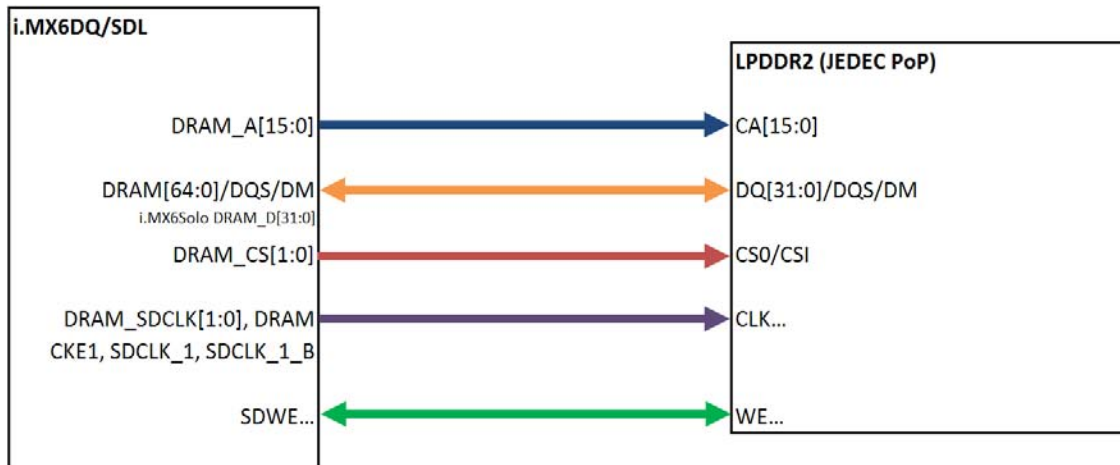 i.MX6DQ/SDL
LPDDR2 (JEDEC PoP)
DRAM_A[15:0]
CA[15:0]
DRAM[64:0]/DQS/DM
DQ[31:0]/DQS/DM
i.MX6Solo DRAM_D[31:0]
DRAM_CS[1:0]
CS0/CSI
DRAM_SDCLK[1:0], DRAM
CLK...
CKE1, SDCLK_1, SDCLK_1_B
SDWE...
WE...